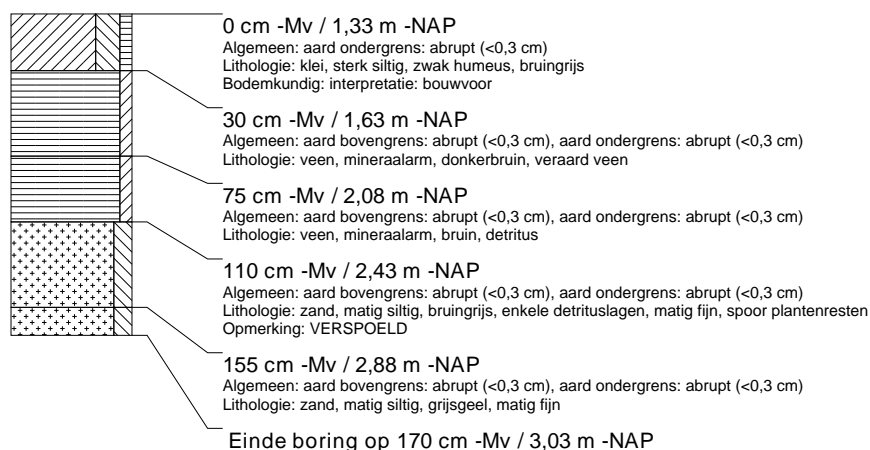 0 cm -Mv / 1,33 m -NAP
Algemeen: aard ondergrens: abrupt (<0,3 cm)
Lithologie: klei, sterk siltig, zwak humeus, bruingrijs
Bodemkundig: interpretatie: bouwvoor
30 cm -Mv / 1,63 m -NAP
Algemeen: aard bovengrens: abrupt (<0,3 cm), aard ondergrens: abrupt (<0,3 cm)
Lithologie: veen, mineraalarm, donkerbruin, veraard veen
75 cm -Mv / 2,08 m -NAP
Algemeen: aard bovengrens: abrupt (<0,3 cm), aard ondergrens: abrupt (<0,3 cm)
Lithologie: veen, mineraalarm, bruin, detritus
110 cm -Mv / 2,43 m -NAP
Algemeen: aard bovengrens: abrupt (<0,3 cm), aard ondergrens: abrupt (<0,3 cm)
Lithologie: zand, matig siltig, bruingrijs, enkele detrituslagen, matig fijn, spoor plantenresten
Opmerking: VERSPOELD
155 cm -Mv / 2,88 m -NAP
Algemeen: aard bovengrens: abrupt (<0,3 cm), aard ondergrens: abrupt (<0,3 cm)
Lithologie: zand, matig siltig, grijsgeel, matig fijn
Einde boring op 170 cm -Mv / 3,03 m -NAP